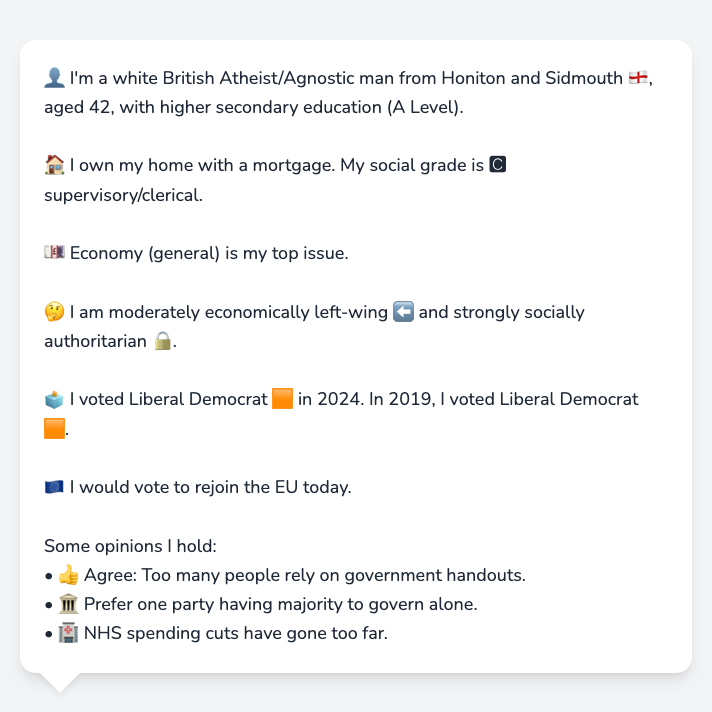 👤 I'm a white British Atheist/Agnostic man from Honiton and Sidmouth 🏴󠁧󠁢󠁥󠁮󠁧󠁿,
aged 42, with higher secondary education (A Level).
🏠 I own my home with a mortgage. My social grade is 🅲
supervisory/clerical.
💷 Economy (general) is my top issue.
🤔 I am moderately economically left-wing ⬅️ and strongly socially
authoritarian 🔒.
🗳️ I voted Liberal Democrat 🟧 in 2024. In 2019, I voted Liberal Democrat
🟧.
🇪🇺 I would vote to rejoin the EU today.
Some opinions I hold:
• 👍 Agree: Too many people rely on government handouts.
• 🏛️ Prefer one party having majority to govern alone.
• 🏥 NHS spending cuts have gone too far.